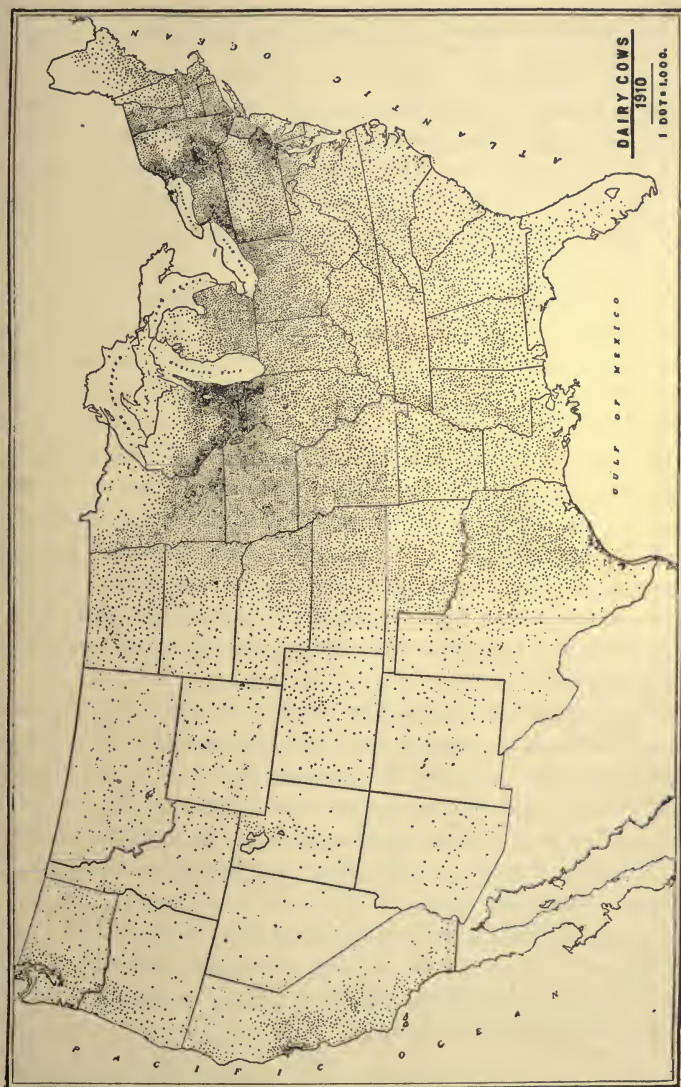 DAIRY COWS
1910
1 DOT = 1,000.
ATLANTIC OCEAN
GULF OF MEXICO
PACIFIC OCEAN